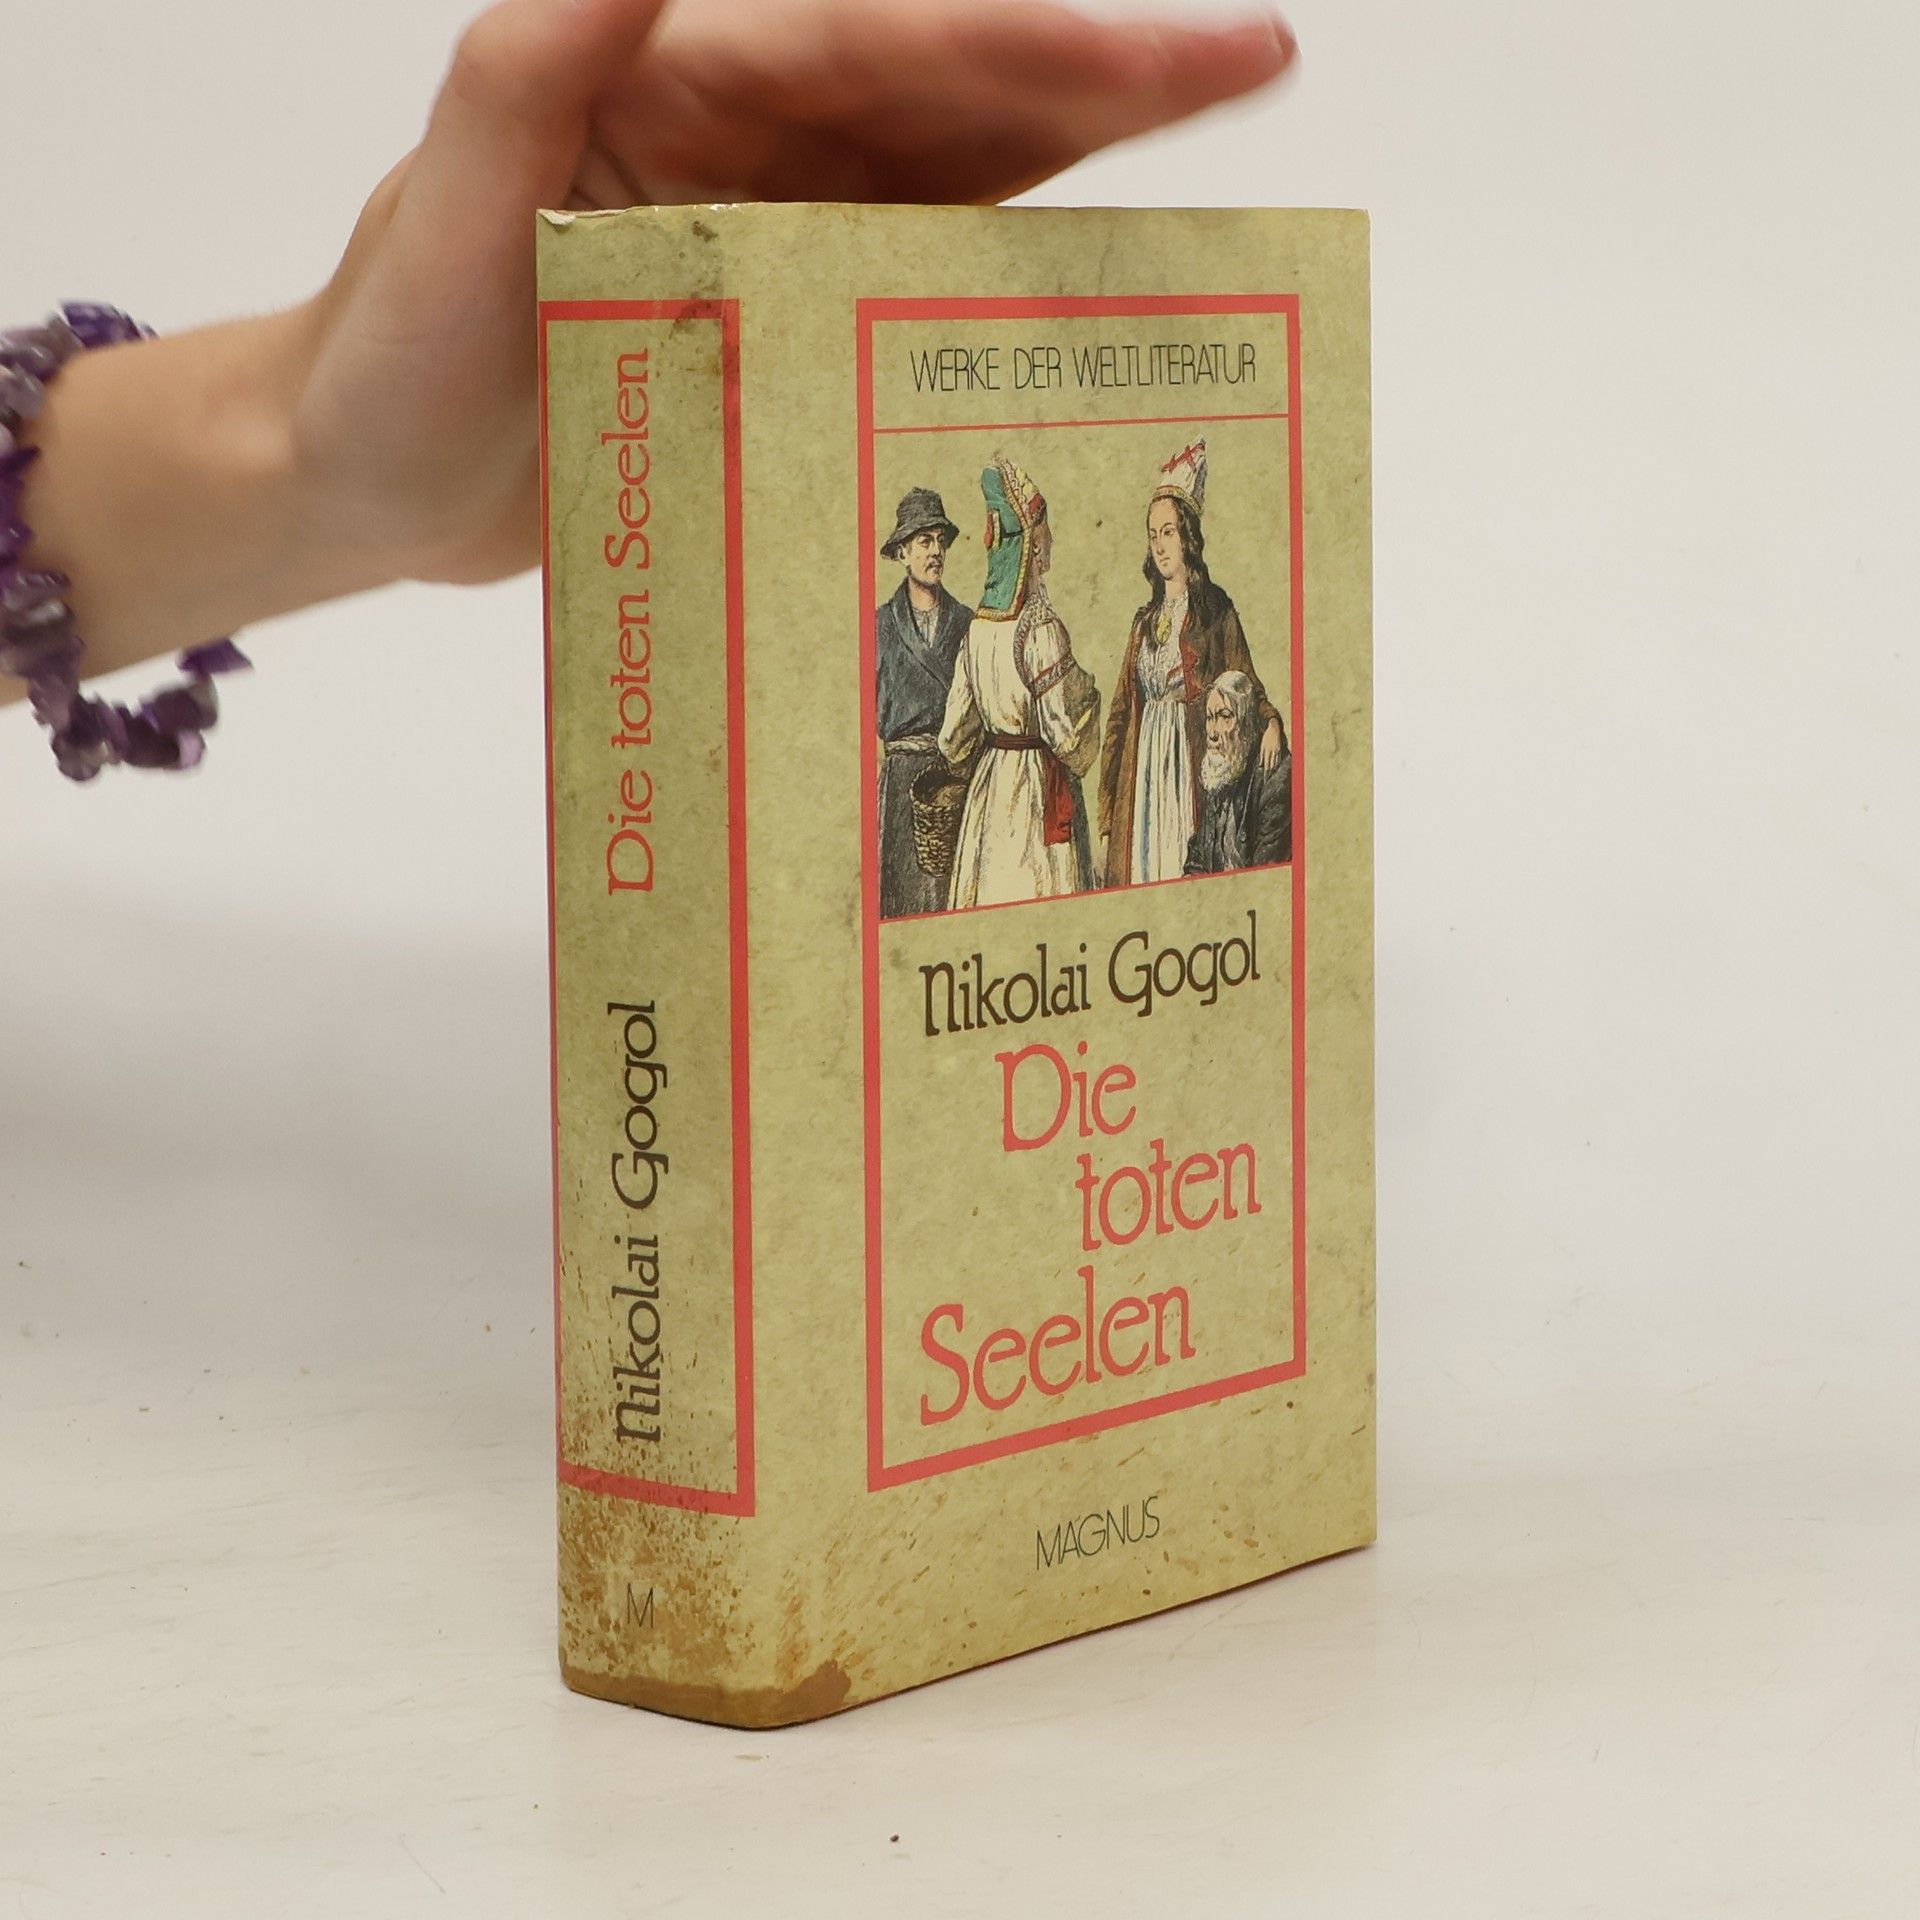 Nikolai Gogol Die toten Seelen
M
WERKE DER WELTLITERATUR
Nikolai Gogol
Die
toten
Seelen
MAGNUS